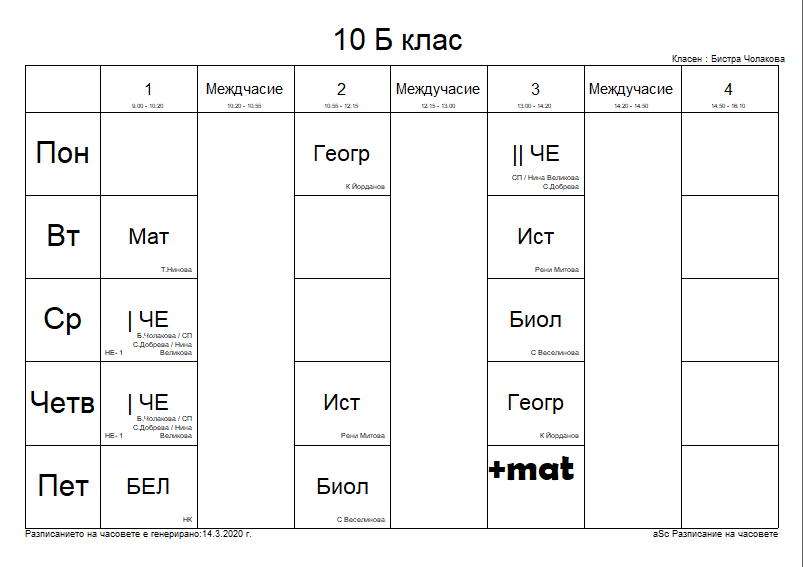 10 Б клас
Класен : Бистра Чолакова
1 Междчасие 2 Междучасие 3 Междучасие 4
9.00 - 10.20 10.20 - 10.55 10.55 - 12.15 12.15 - 13.00 13.00 - 14.20 14.20 - 14.50 14.50 - 16.10
Пон Геогр || ЧЕ
СП / Нина Великова
К Йорданов С.Добрева
Вт Мат Ист
Т.Нинова Рени Митова
Ср | ЧЕ Биол
Б.Чолакова / СП
С.Добрева / Нина
НЕ- 1 Великова С Веселинова
Четв | ЧЕ Ист Геогр
Б.Чолакова / СП
С.Добрева / Нина
НЕ- 1 Великова Рени Митова К Йорданов
+mat
Пет БЕЛ Биол
НК С Веселинова
Разписанието на часовете е генерирано:14.3.2020 г. aSc Разписание на часовете